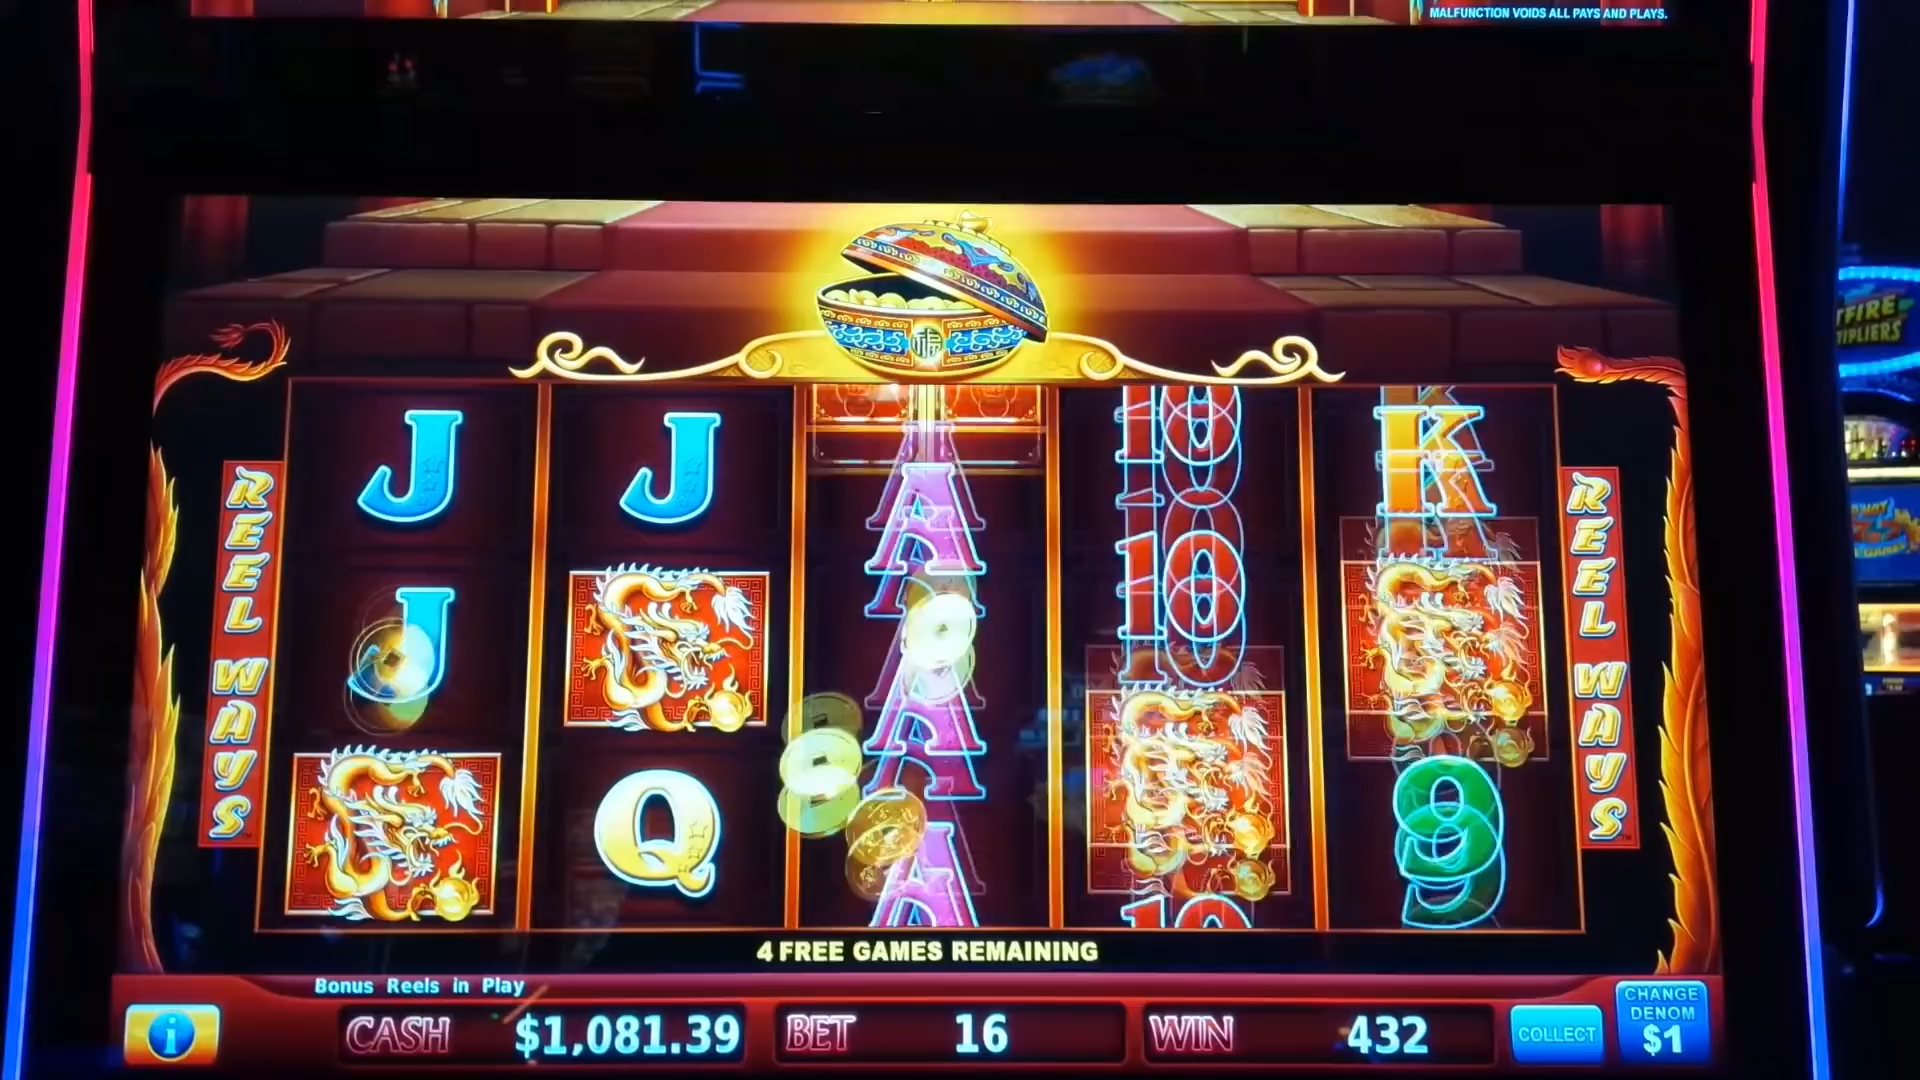 MALFUNCTION VOIDS ALL PAYS AND PLAYS.
J
J
A
10
K
REEL WAYS
J
A
10
REEL WAYS
Q
A
9
A
10
4 FREE GAMES REMAINING
Bonus Reels in Play
i
CASH $1,081.39
BET 16
WIN 432
COLLECT
CHANGE
DENOM
$1